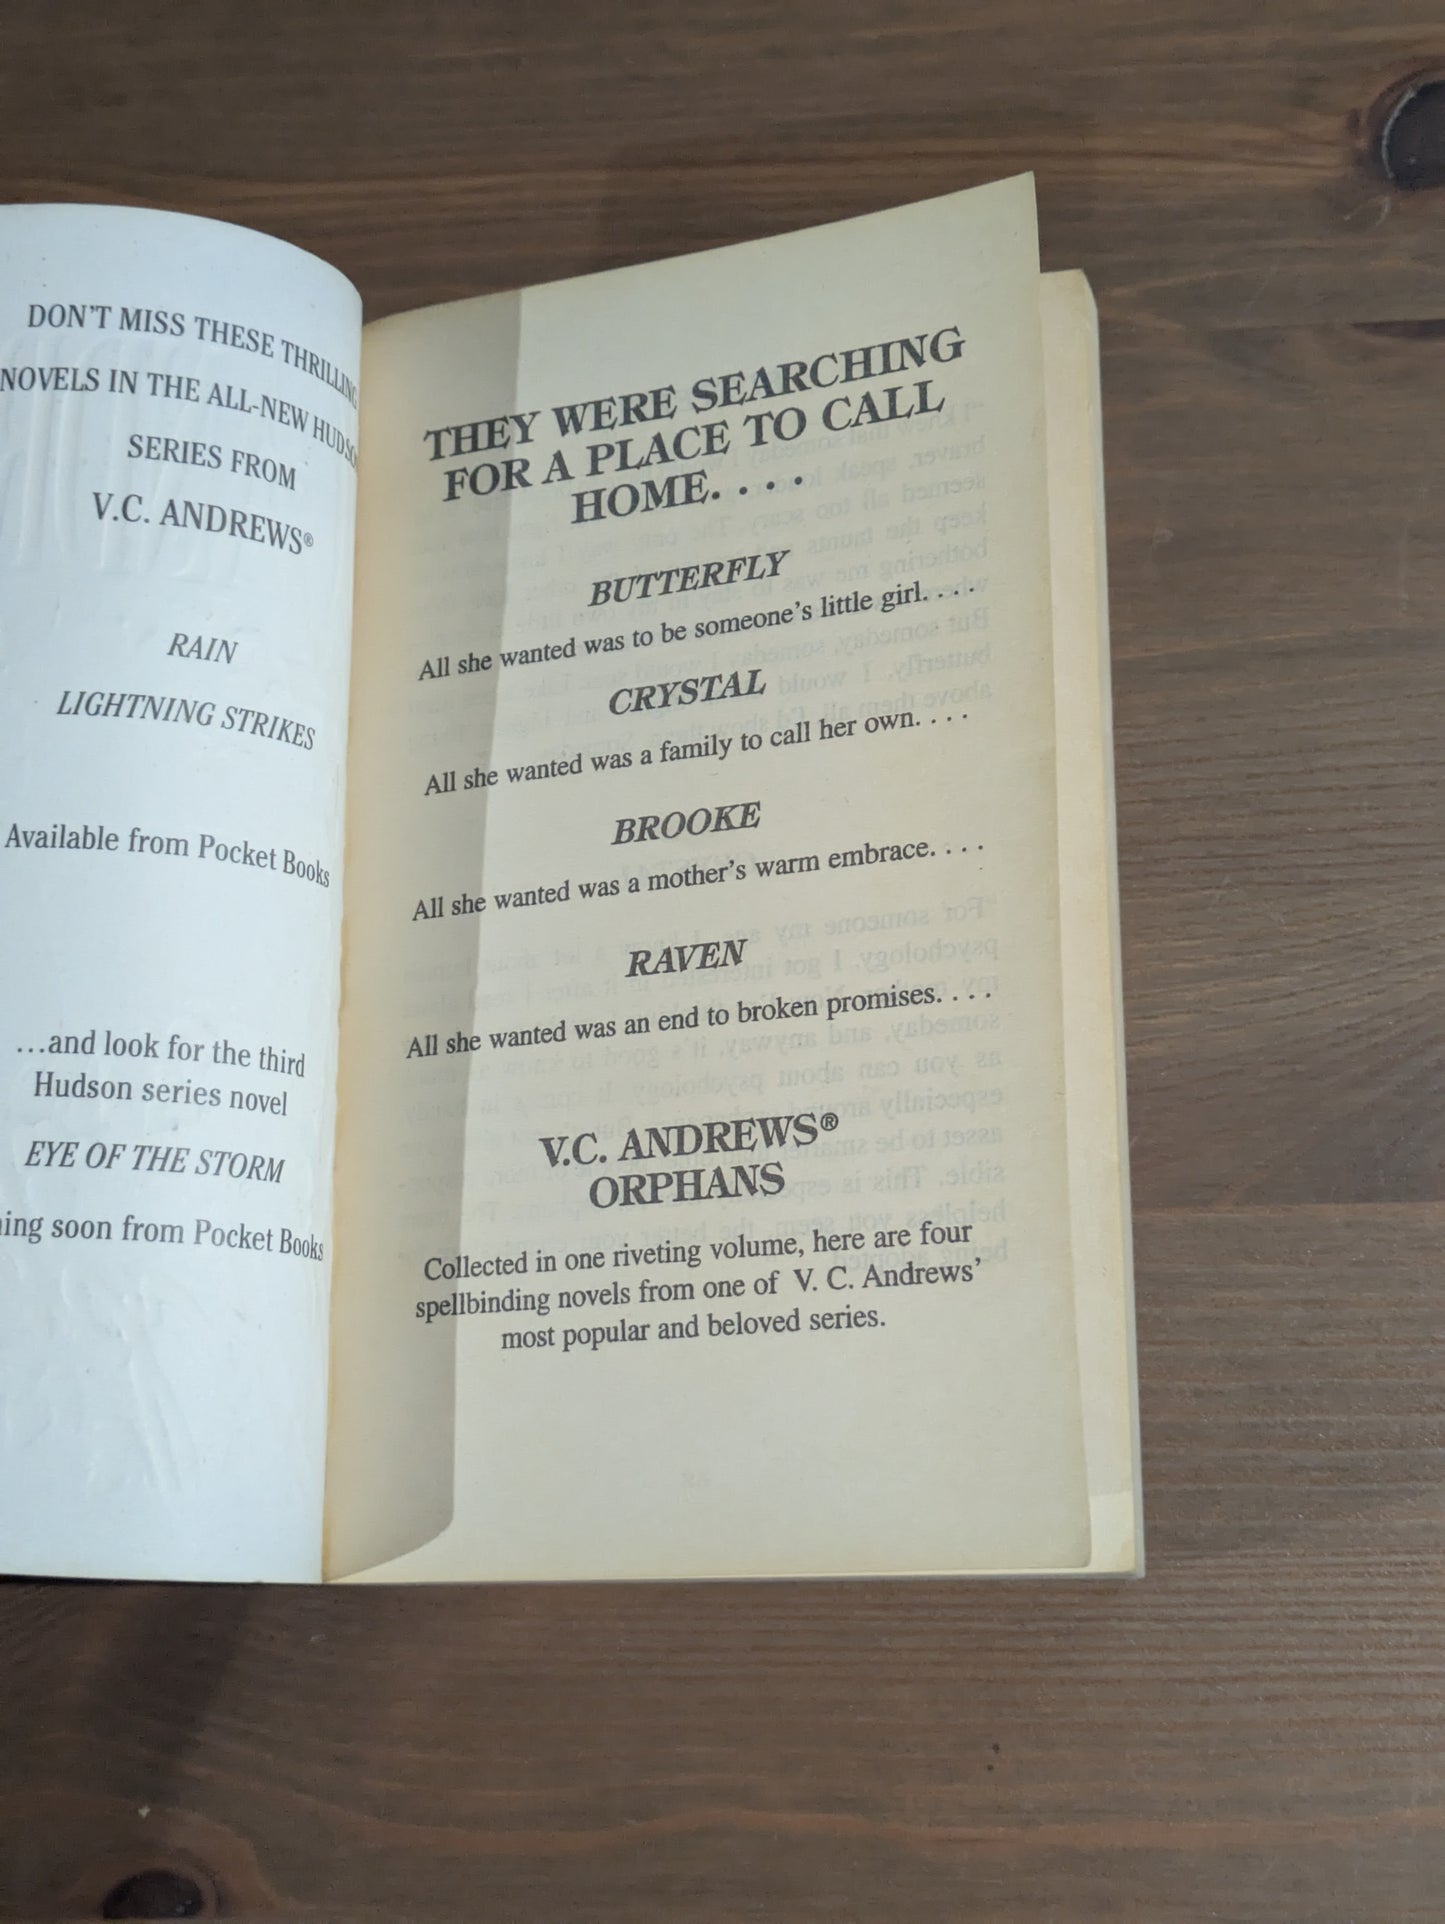 DON'T MISS THESE THRILLING
NOVELS IN THE ALL-NEW
SERIES FROM
V.C. ANDREWS®
RAIN
LIGHTNING STRIKES
Available from Pocket Books
...and look for the third
Hudson series novel
EYE OF THE STORM
soon from Pocket Books
THEY WERE SEARCHING
FOR A PLACE TO CALL
HOME. . . .
BUTTERFLY
All she wanted was to be someone's little girl. . . .
CRYSTAL
All she wanted was a family to call her own. . . .
BROOKE
All she wanted was a mother's warm embrace. . . .
RAVEN
All she wanted was an end to broken promises. . . .
V.C. ANDREWS®
ORPHANS
Collected in one riveting volume, here are four
spellbinding novels from one of V. C. Andrews'
most popular and beloved series.